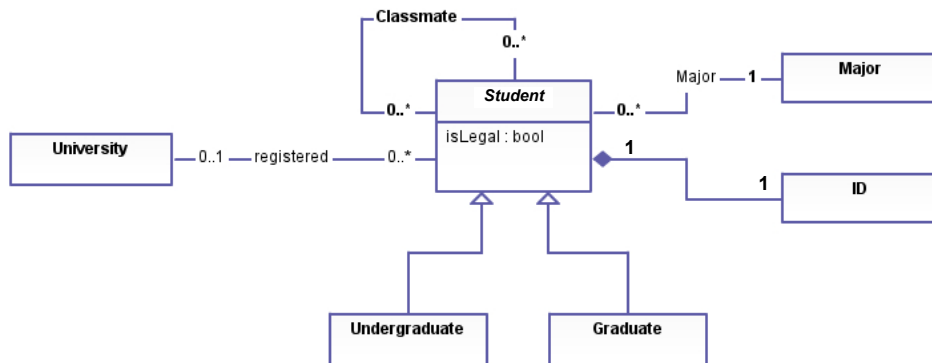 Classmate
0..*
Major 1 Major
Student
0..* 0..*
isLegal : bool
University 0..1 registered 0..*
1
1 ID
Undergraduate Graduate